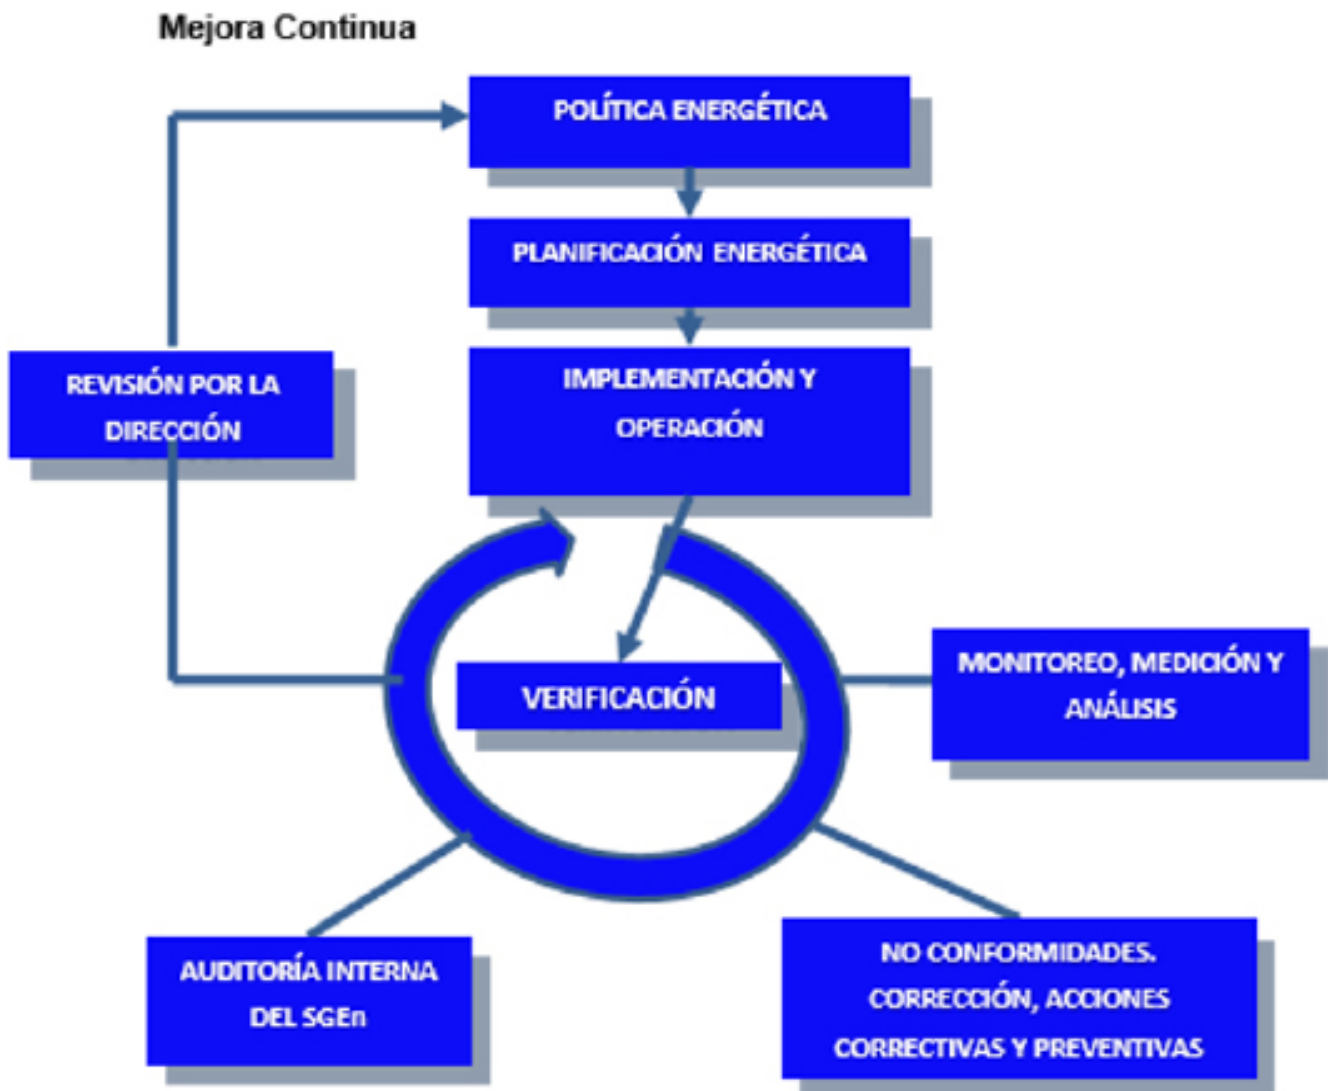 Mejora Continua
POLÍTICA ENERGÉTICA
PLANIFICACIÓN ENERGÉTICA
IMPLEMENTACIÓN Y
OPERACIÓN
REVISIÓN POR LA
DIRECCIÓN
VERIFICACIÓN
MONITOREO, MEDICIÓN Y
ANÁLISIS
AUDITORÍA INTERNA
DEL SGEn
NO CONFORMIDADES.
CORRECCIÓN, ACCIONES
CORRECTIVAS Y PREVENTIVAS